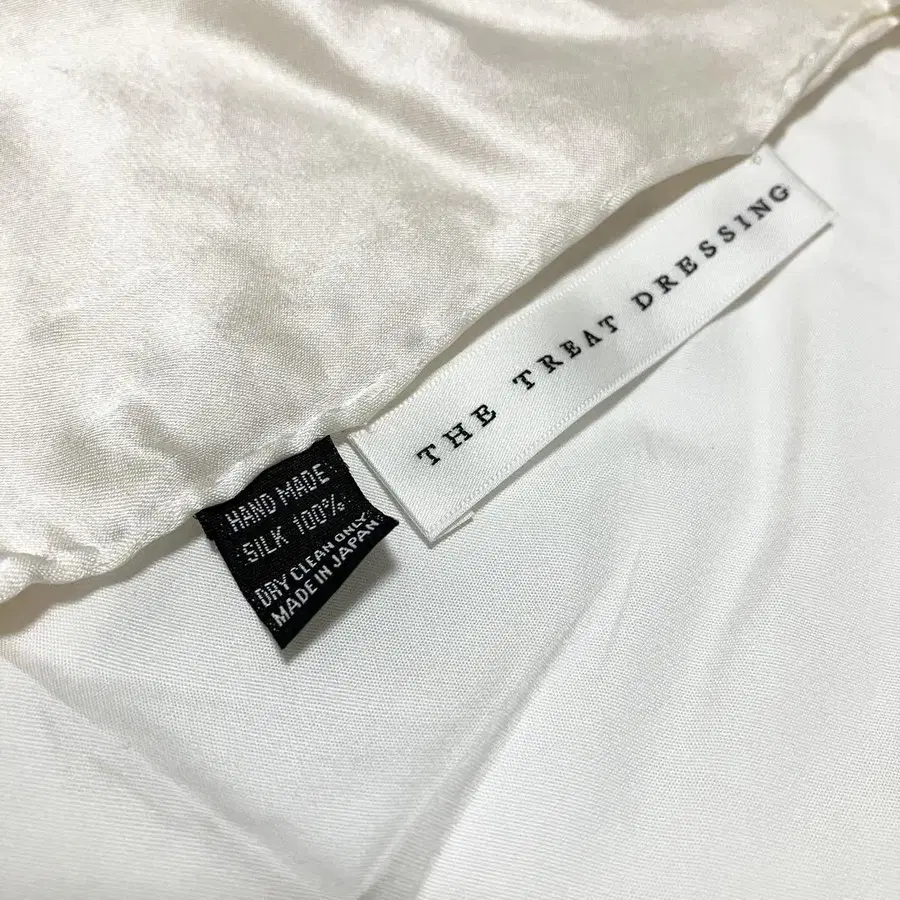 THE TREAT DRESSING
HAND MADE
SILK 100%
DRY CLEAN ONLY
MADE IN JAPAN